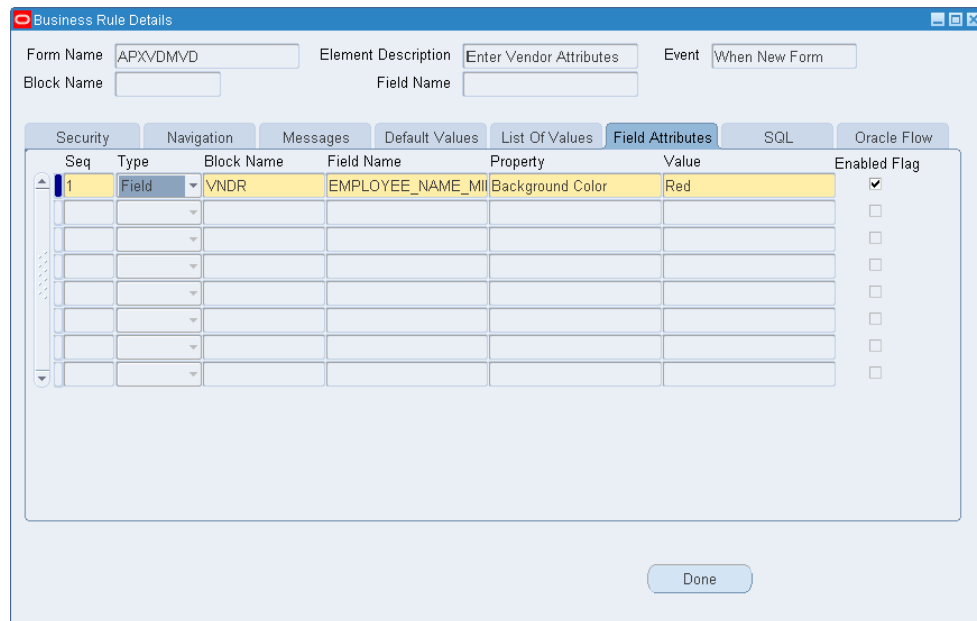 Business Rule Details
Form Name APXVDMVD Element Description Enter Vendor Attributes Event When New Form
Block Name Field Name
Security Navigation Messages Default Values List Of Values Field Attributes SQL Oracle Flow
Seq Type Block Name Field Name Property Value Enabled Flag
1 Field VNDR EMPLOYEE_NAME_MI Background Color Red
Done